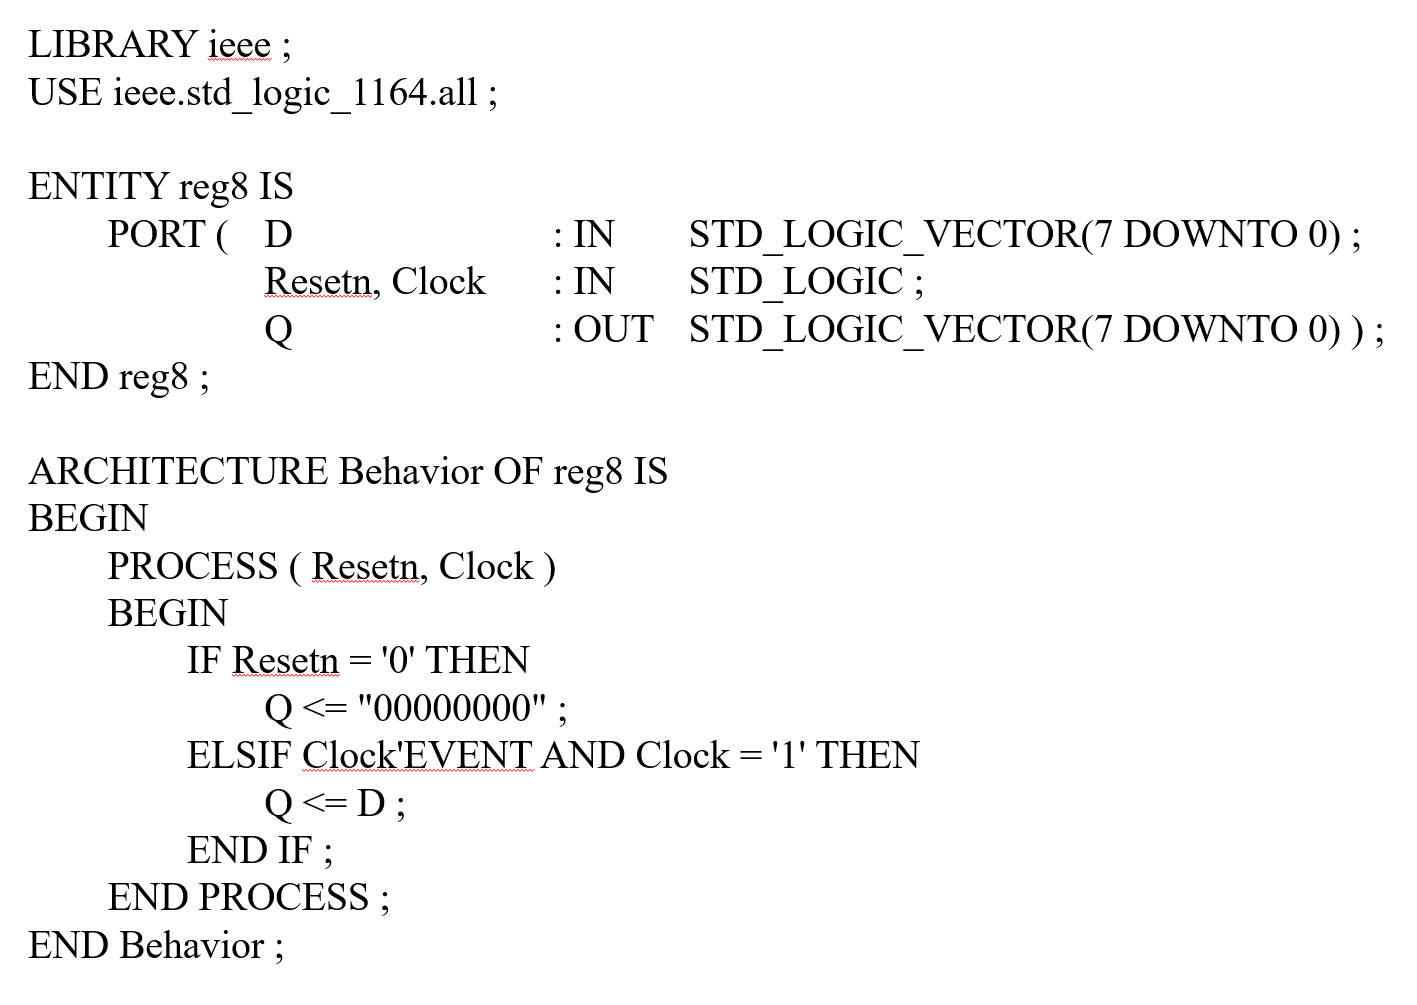 LIBRARY ieee ;
USE ieee.std_logic_1164.all ;
ENTITY reg8 IS
PORT ( D : IN STD_LOGIC_VECTOR(7 DOWNTO 0) ;
Resetn, Clock : IN STD_LOGIC ;
Q : OUT STD_LOGIC_VECTOR(7 DOWNTO 0) ) ;
END reg8 ;
ARCHITECTURE Behavior OF reg8 IS
BEGIN
PROCESS ( Resetn, Clock )
BEGIN
IF Resetn = '0' THEN
Q <= "00000000" ;
ELSIF Clock'EVENT AND Clock = '1' THEN
Q <= D ;
END IF ;
END PROCESS ;
END Behavior ;